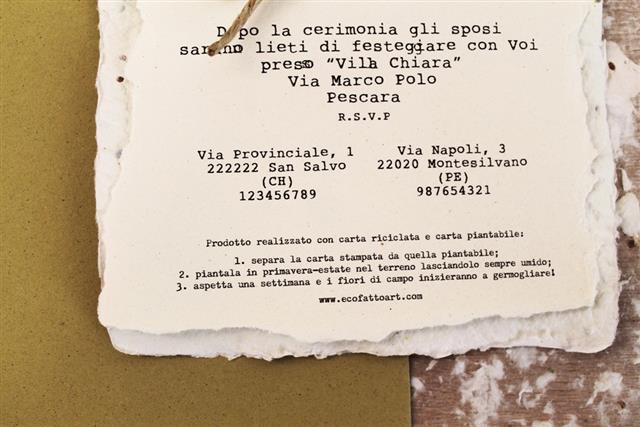 Dopo la cerimonia gli sposi
saranno lieti di festeggiare con Voi
presso "Villa Chiara"
Via Marco Polo
Pescara
R.S.V.P
Via Provinciale, 1
222222 San Salvo
(CH)
123456789
Via Napoli, 3
22020 Montesilvano
(PE)
987654321
Prodotto realizzato con carta riciclata e carta piantabile:
1. separa la carta stampata da quella piantabile;
2. piantala in primavera-estate nel terreno lasciandolo sempre umido;
3. aspetta una settimana e i fiori di campo inizieranno a germogliare!
www.ecofattoart.com